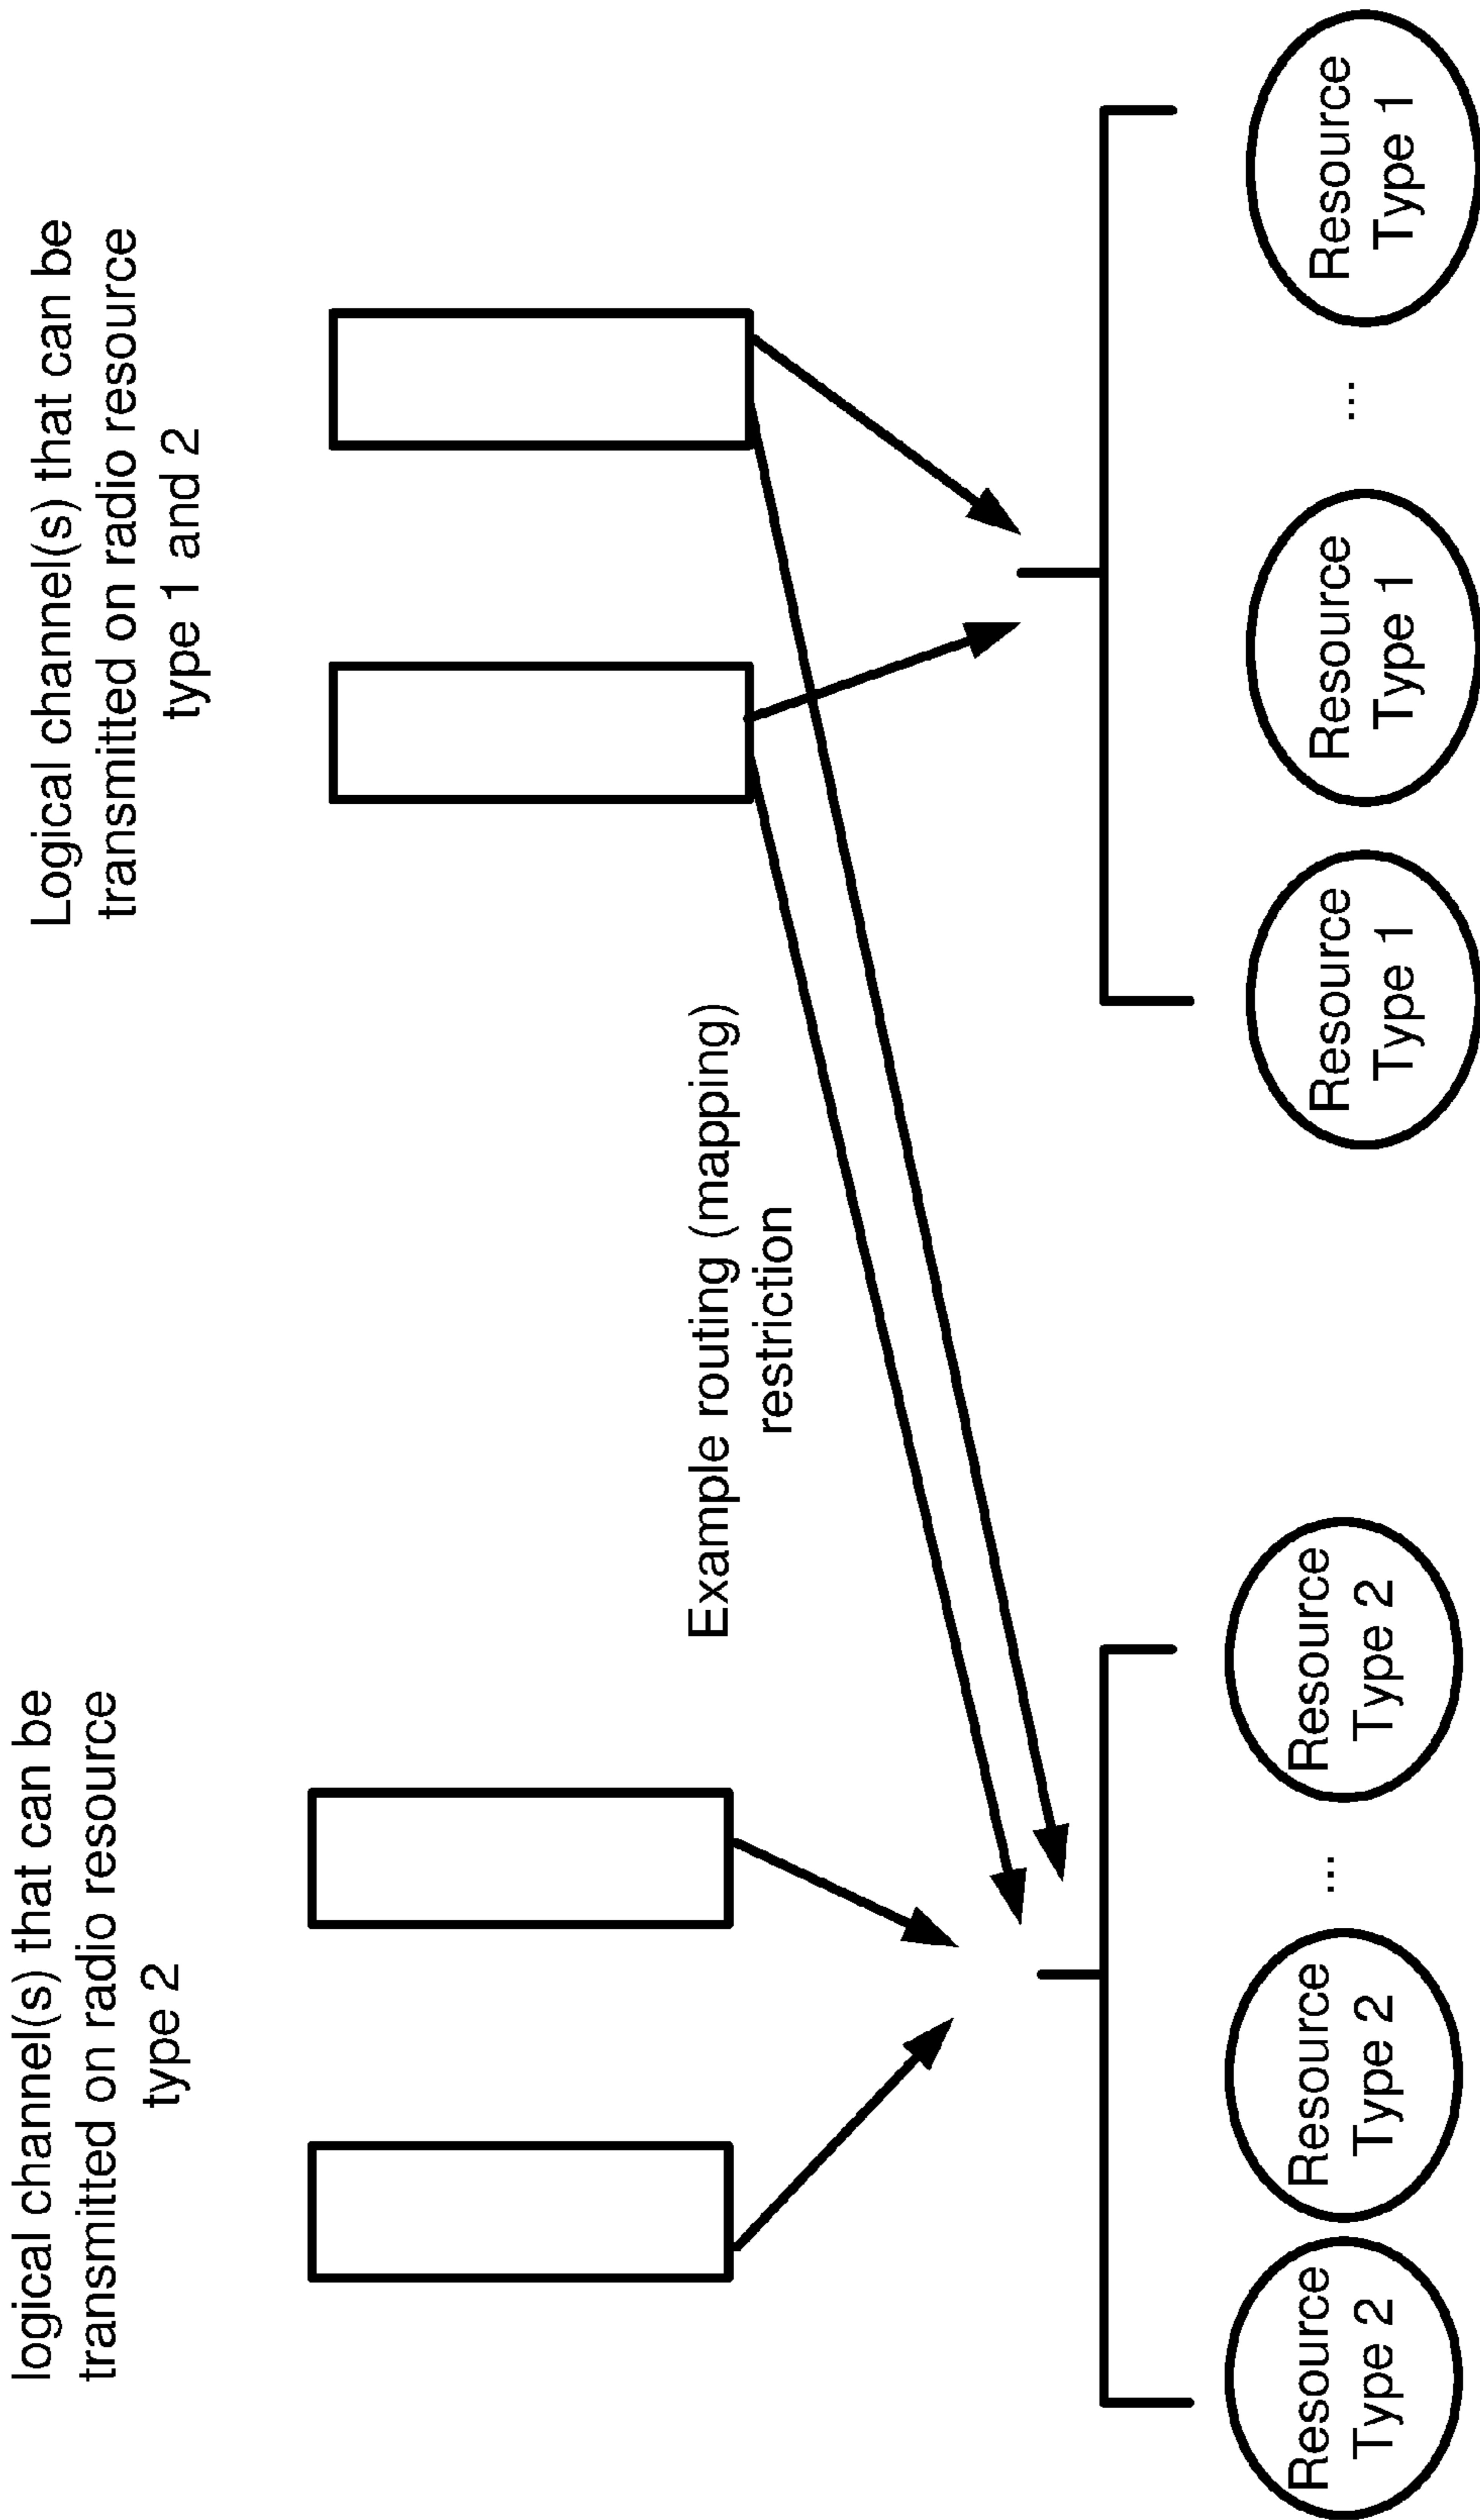 logical channel(s) that can be
transmitted on radio resource
type 2
Logical channel(s) that can be
transmitted on radio resource
type 1 and 2
Example routing (mapping)
restriction
Resource
Type 2
Resource
Type 2
...
Resource
Type 2
Resource
Type 1
Resource
Type 1
...
Resource
Type 1